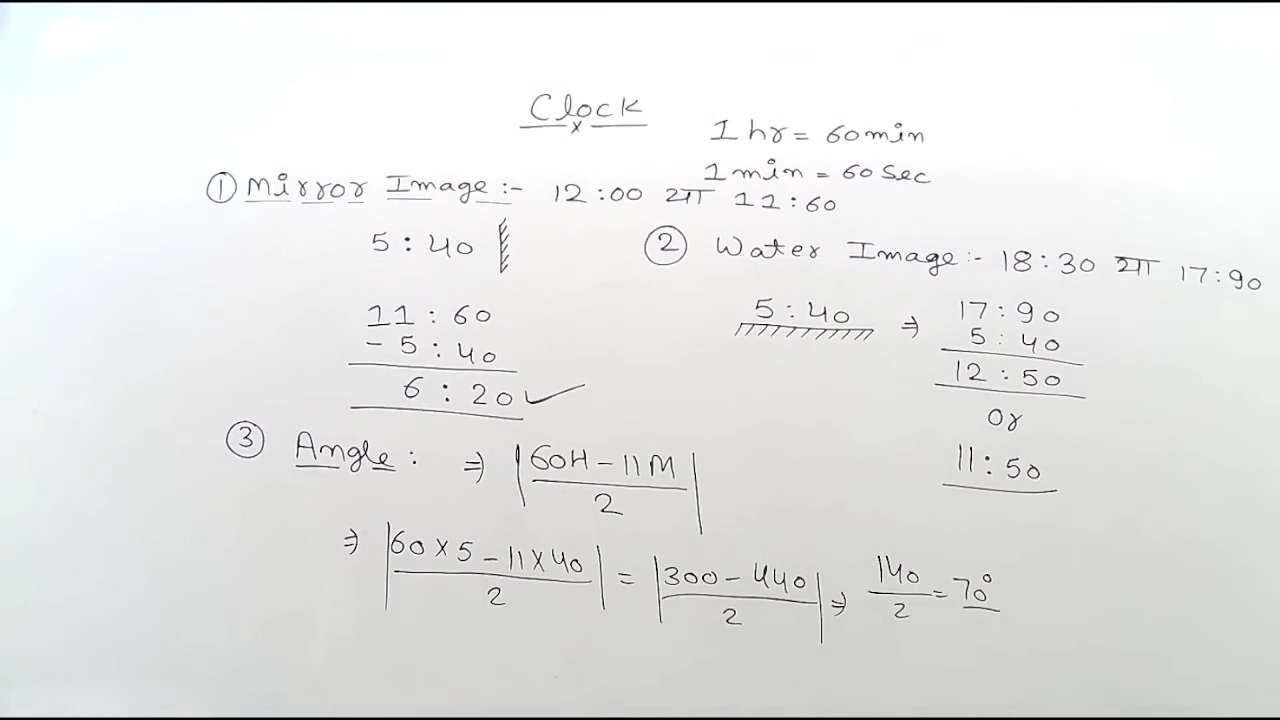 Clock
1 hr = 60 min
1 min = 60 Sec
① Mirror Image :- 12:00 या 11:60
5:40
11:60
- 5:40
6:20 ✓
② Water Image :- 18:30 या 17:90
5:40 ⇒ 17:90
5:40
12:50
Or
11:50
③ Angle : ⇒ |60H - 11M / 2|
⇒ |60 × 5 - 11 × 40 / 2| = |300 - 440 / 2| ⇒ 140 / 2 = 70°